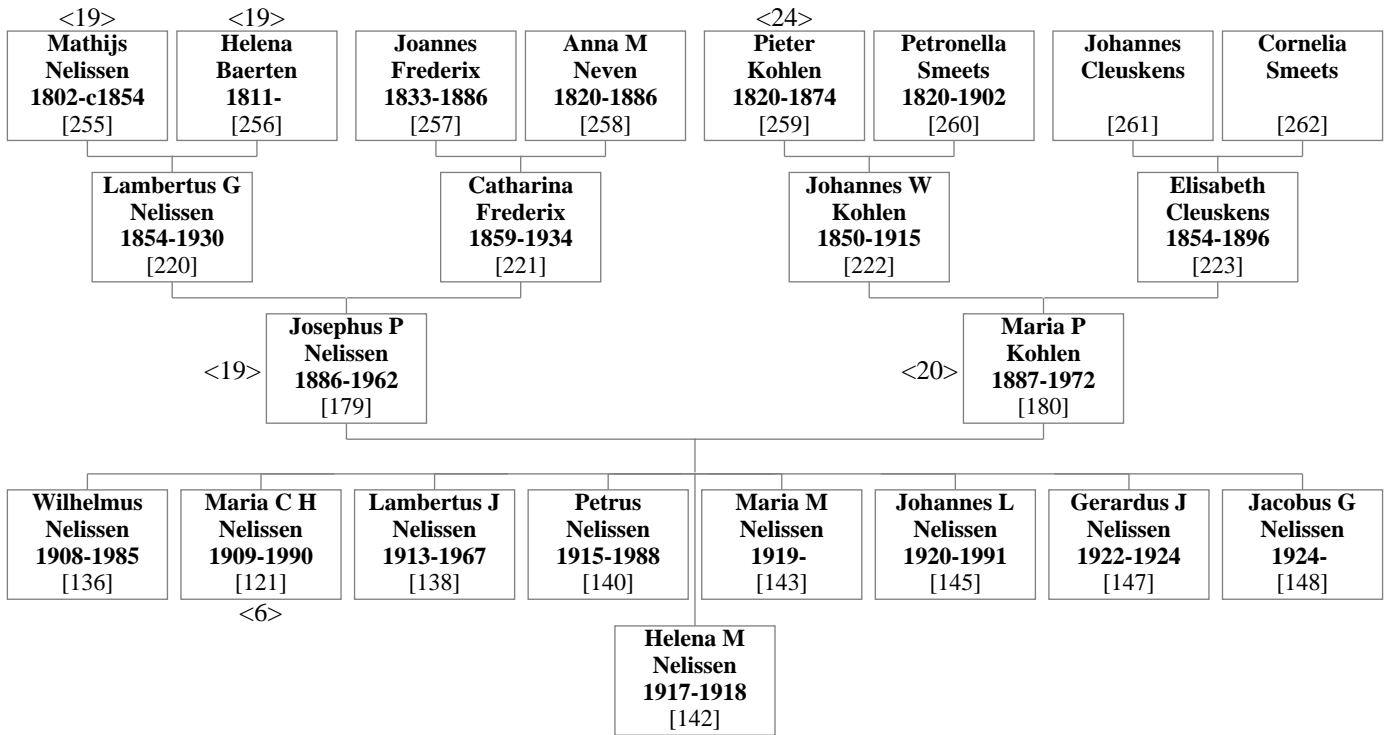 <19>
<19>
<24>
Mathijs
Nelissen
1802-c1854
[255]
Helena
Baerten
1811-
[256]
Joannes
Frederix
1833-1886
[257]
Anna M
Neven
1820-1886
[258]
Pieter
Kohlen
1820-1874
[259]
Petronella
Smeets
1820-1902
[260]
Johannes
Cleuskens
[261]
Cornelia
Smeets
[262]
Lambertus G
Nelissen
1854-1930
[220]
Catharina
Frederix
1859-1934
[221]
Johannes W
Kohlen
1850-1915
[222]
Elisabeth
Cleuskens
1854-1896
[223]
<19>
Josephus P
Nelissen
1886-1962
[179]
<20>
Maria P
Kohlen
1887-1972
[180]
Wilhelmus
Nelissen
1908-1985
[136]
Maria C H
Nelissen
1909-1990
[121]
<6>
Lambertus J
Nelissen
1913-1967
[138]
Petrus
Nelissen
1915-1988
[140]
Maria M
Nelissen
1919-
[143]
Johannes L
Nelissen
1920-1991
[145]
Gerardus J
Nelissen
1922-1924
[147]
Jacobus G
Nelissen
1924-
[148]
Helena M
Nelissen
1917-1918
[142]